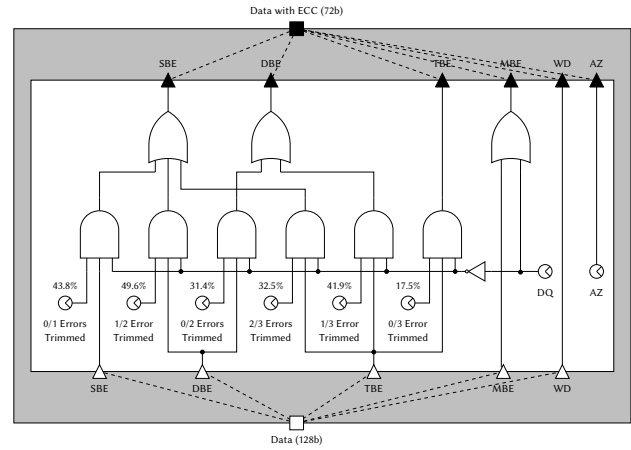 Data with ECC (72b)
SBE
DBE
TBE
MBE
WD
AZ
43.8%
49.6%
31.4%
32.5%
41.9%
17.5%
DQ
AZ
0/1 Errors
Trimmed
1/2 Error
Trimmed
0/2 Errors
Trimmed
2/3 Errors
Trimmed
1/3 Error
Trimmed
0/3 Error
Trimmed
SBE
DBE
TBE
MBE
WD
Data (128b)